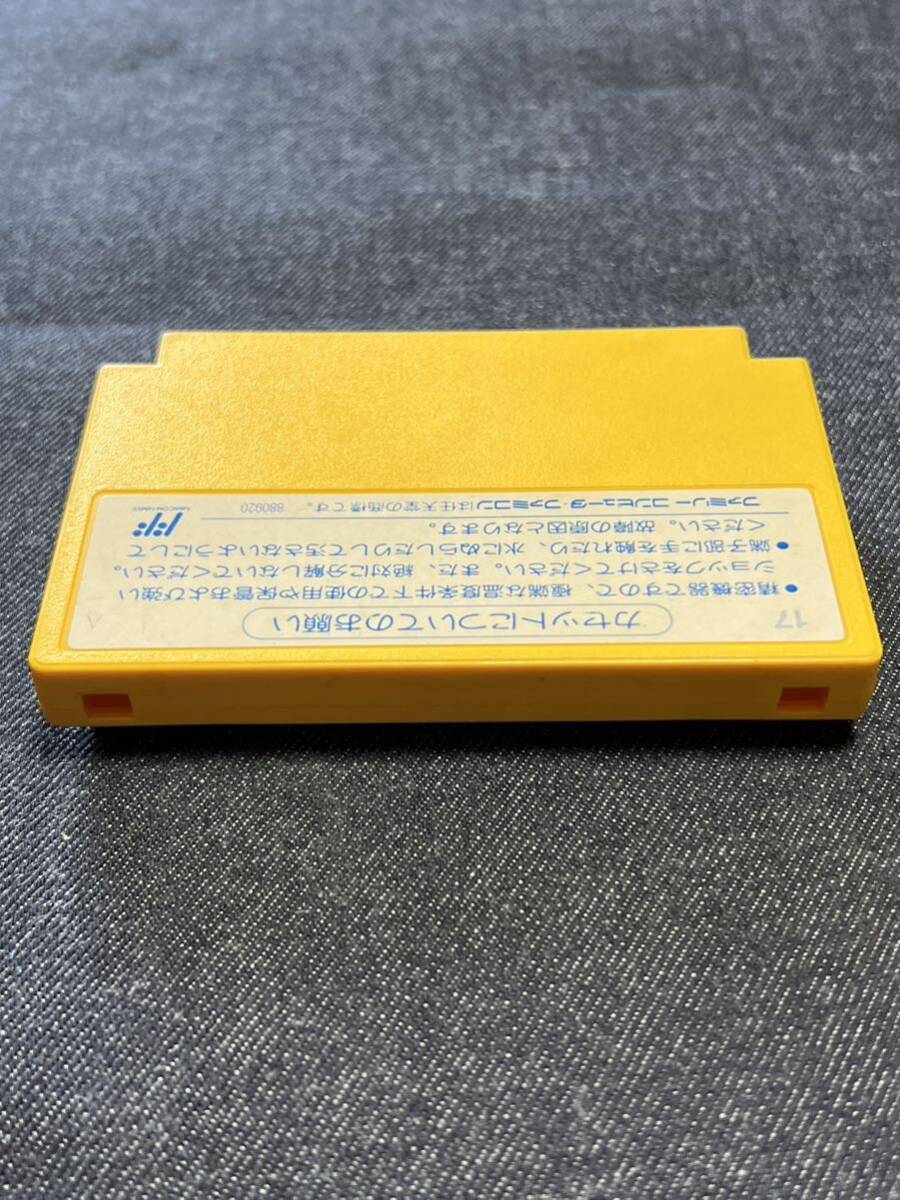 17
カセットについてのお願い
●精密機器ですので、極端な温度条件下での使用や保管および強い
ショックをさけてください。また、絶対に分解しないでください。
●端子部に手を触れたり、水にぬらしたりして汚さないようにして
ください。故障の原因となります。
ファミリーコンピュータ・ファミコンは任天堂の商標です。 880920
FF